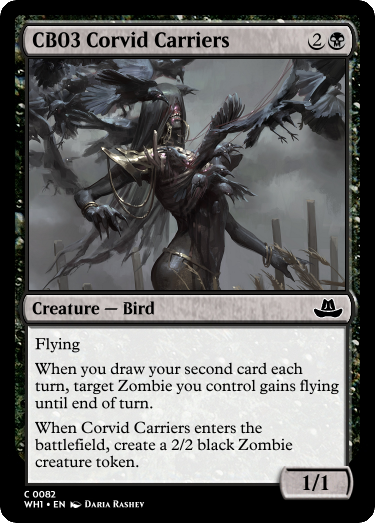 CB03 Corvid Carriers 2
Creature — Bird
Flying
When you draw your second card each
turn, target Zombie you control gains flying
until end of turn.
When Corvid Carriers enters the
battlefield, create a 2/2 black Zombie
creature token.
1/1
C 0082
WH1 • EN Daria Rashev